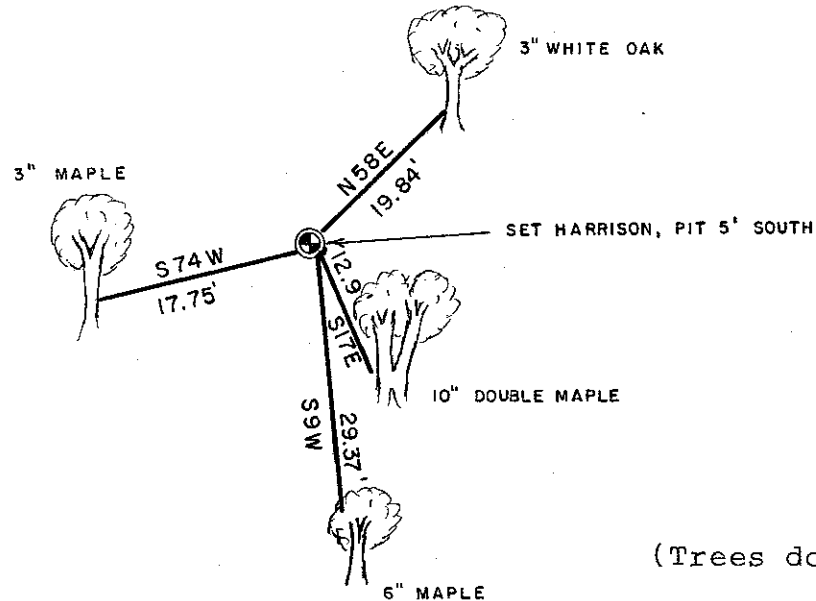 3" WHITE OAK
3" MAPLE
N58E
19.84'
SET HARRISON, PIT 5' SOUTH
S74W
17.75'
12.9
S17E
10" DOUBLE MAPLE
S9W
29.37'
(Trees do
6" MAPLE